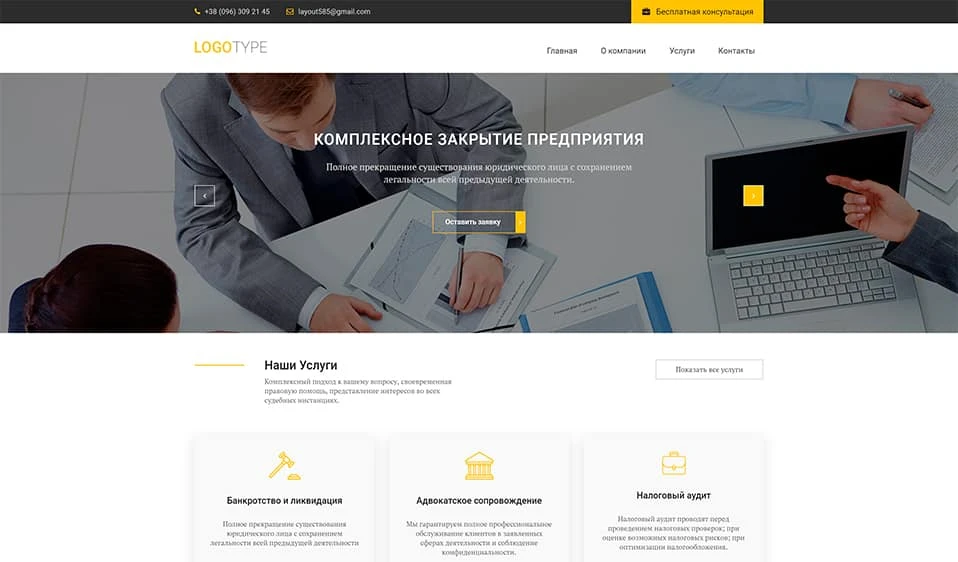 +38 (096) 309 21 45
layout585@gmail.com
Бесплатная консультация
LOGOTYPE
Главная
О компании
Услуги
Контакты
КОМПЛЕКСНОЕ ЗАКРЫТИЕ ПРЕДПРИЯТИЯ
Полное прекращение существования юридического лица с сохранением
легальности всей предыдущей деятельности.
Оставить заявку
Наши Услуги
Комплексный подход к вашему вопросу, своевременная
правовую помощь, представление интересов во всех
судебных инстанциях.
Показать все услуги
Банкротство и ликвидация
Полное прекращение существования
юридического лица с сохранением
легальности всей предыдущей деятельности
Адвокатское сопровождение
Мы гарантируем полное профессиональное
обслуживание клиентов в заявленных
сферах деятельности и соблюдение
конфиденциальности.
Налоговый аудит
Налоговый аудит проводят перед
проведением налоговых проверок; при
оценке возможных налоговых рисков; при
оптимизации налогообложения.